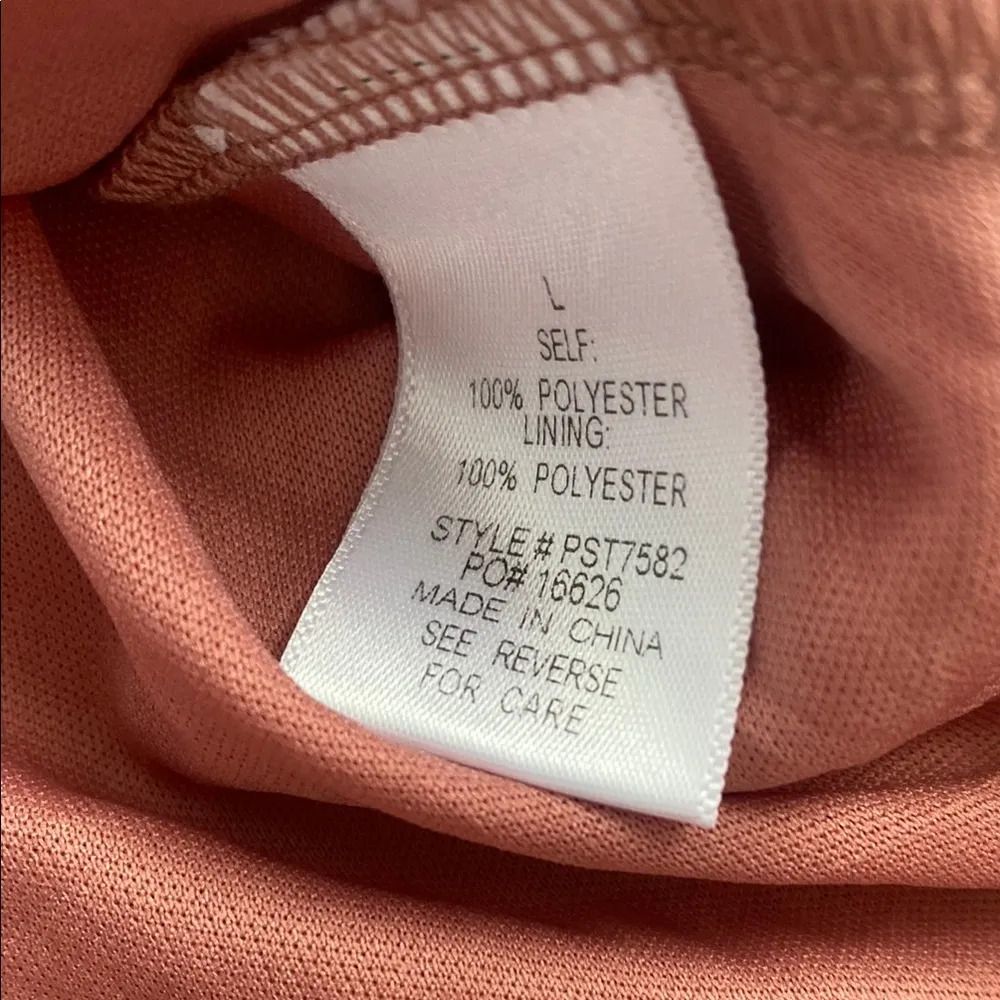 L
SELF:
100% POLYESTER
LINING:
100% POLYESTER
STYLE # PST7582
PO# 16626
MADE IN CHINA
SEE REVERSE
FOR CARE